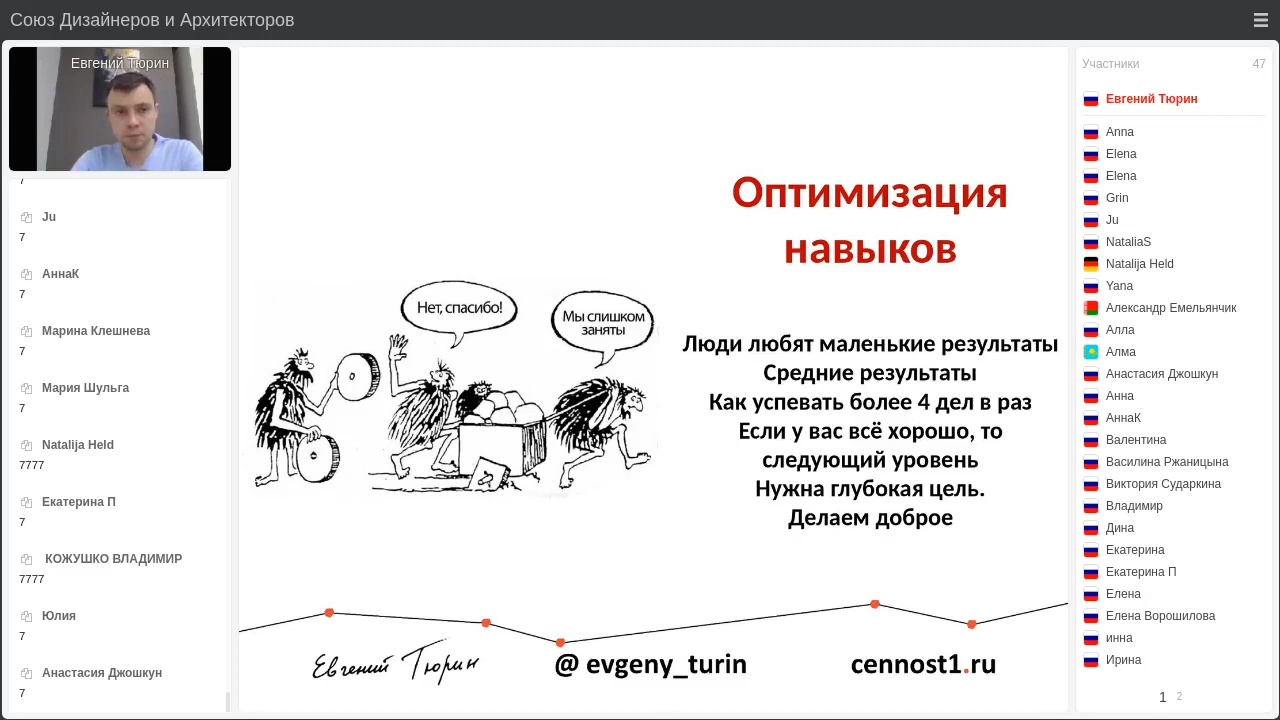 Союз Дизайнеров и Архитекторов
Евгений Тюрин
7
Ju
7
АннаК
7
Марина Клешнева
7
Мария Шульга
7
Natalija Held
7777
Екатерина П
7
КОЖУШКО ВЛАДИМИР
7777
Юлия
7
Анастасия Джошкун
7
Оптимизация
навыков
Нет, спасибо!
Мы слишком
заняты
Люди любят маленькие результаты
Средние результаты
Как успевать более 4 дел в раз
Если у вас всё хорошо, то
следующий уровень
Нужна глубокая цель.
Делаем доброе
Евгений Тюрин
@ evgeny_turin
cennost1.ru
Участники 47
Евгений Тюрин
Anna
Elena
Elena
Grin
Ju
NataliaS
Natalija Held
Yana
Александр Емельянчик
Алла
Алма
Анастасия Джошкун
Анна
АннаК
Валентина
Василина Ржаницына
Виктория Сударкина
Владимир
Дина
Екатерина
Екатерина П
Елена
Елена Ворошилова
инна
Ирина
1 2